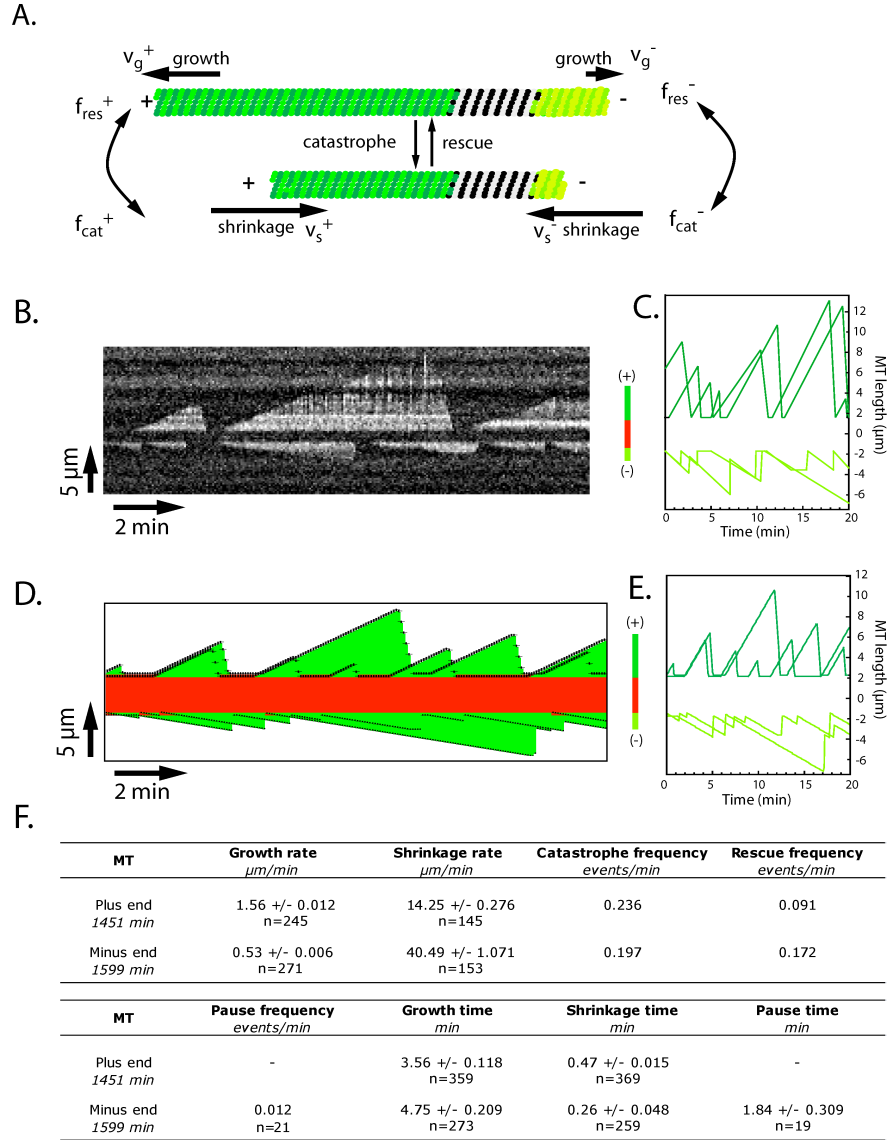 A.
v_g^+ growth growth v_g^-
f_res^+ + - f_res^-
catastrophe rescue
+ -
f_cat^+ shrinkage v_s^+ v_s^- shrinkage f_cat^-
B.
5 µm
2 min
C.
(+)
(-)
12
10
8
6
4
2
0
-2
-4
-6
MT length (µm)
0 5 10 15 20
Time (min)
D.
5 µm
2 min
E.
(+)
(-)
12
10
8
6
4
2
0
-2
-4
-6
MT length (µm)
0 5 10 15 20
Time (min)
F.
MT Growth rate Shrinkage rate Catastrophe frequency Rescue frequency
µm/min µm/min events/min events/min
Plus end 1.56 +/- 0.012 14.25 +/- 0.276 0.236 0.091
1451 min n=245 n=145
Minus end 0.53 +/- 0.006 40.49 +/- 1.071 0.197 0.172
1599 min n=271 n=153
MT Pause frequency Growth time Shrinkage time Pause time
events/min min min min
Plus end - 3.56 +/- 0.118 0.47 +/- 0.015 -
1451 min n=359 n=369
Minus end 0.012 4.75 +/- 0.209 0.26 +/- 0.048 1.84 +/- 0.309
1599 min n=21 n=273 n=259 n=19